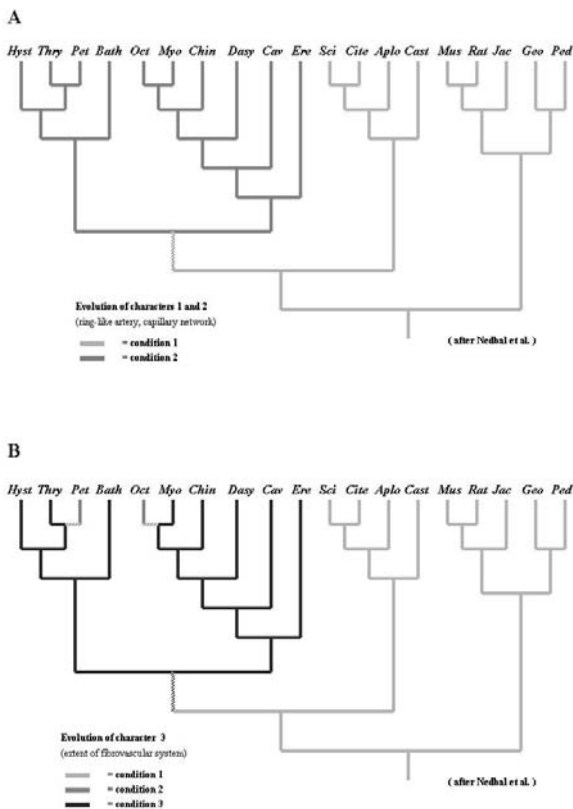 A
Hyst Thry Pet Bath Oct Myo Chin Dasy Cav Ere Sci Cite Aplo Cast Mus Rat Jac Geo Ped
Evolution of characters 1 and 2
(ring-like artery, capillary network)
= condition 1
= condition 2
( after Nedbal et al. )
B
Hyst Thry Pet Bath Oct Myo Chin Dasy Cav Ere Sci Cite Aplo Cast Mus Rat Jac Geo Ped
Evolution of character 3
(extent of fibrovascular system)
= condition 1
= condition 2
= condition 3
(after Nedbal et al.)